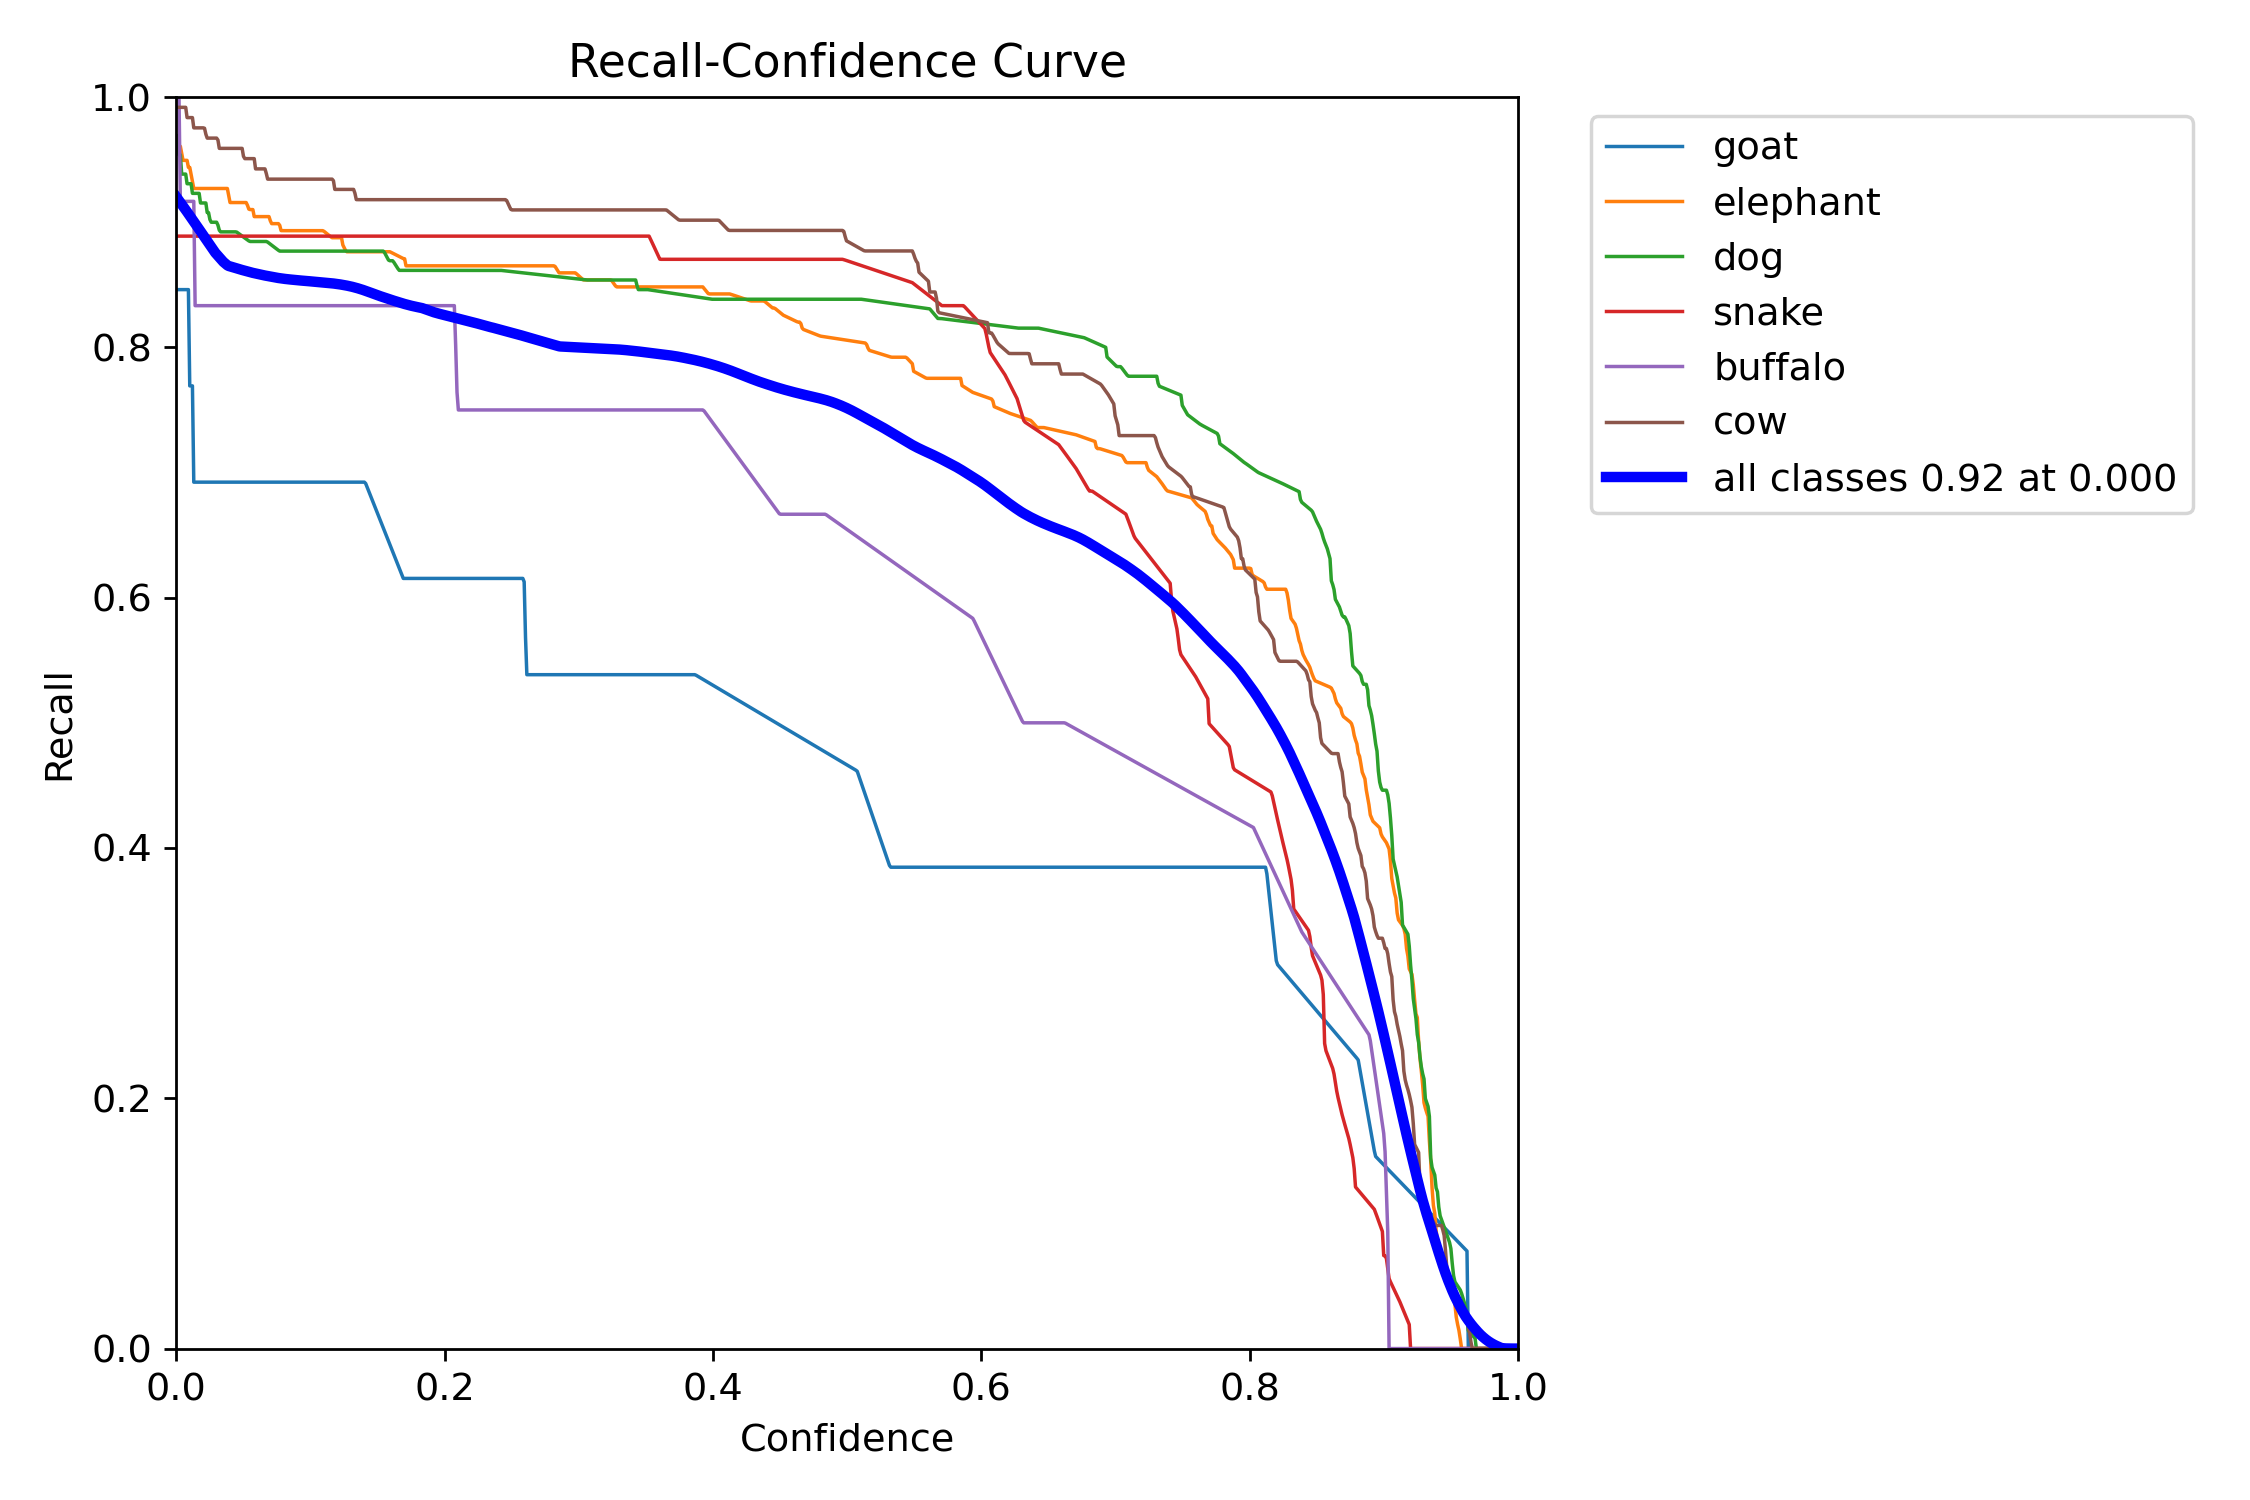 Recall-Confidence Curve
1.0
0.8
0.6
0.4
0.2
0.0
Recall
0.0 0.2 0.4 0.6 0.8 1.0
Confidence
goat
elephant
dog
snake
buffalo
cow
all classes 0.92 at 0.000